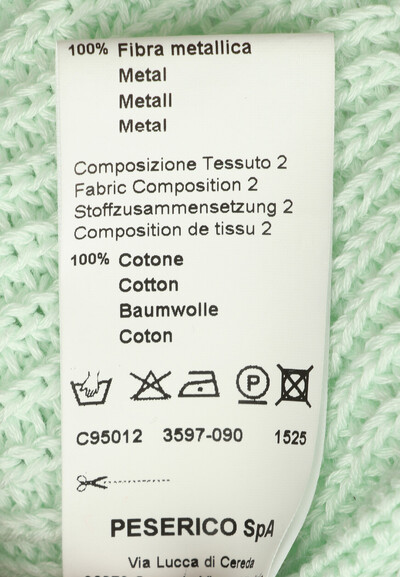 100% Fibra metallica
Metal
Metall
Metal
Composizione Tessuto 2
Fabric Composition 2
Stoffzusammensetzung 2
Composition de tissu 2
100% Cotone
Cotton
Baumwolle
Coton
P
C95012 3597-090 1525
PESERICO SpA
Via Lucca di Cereda